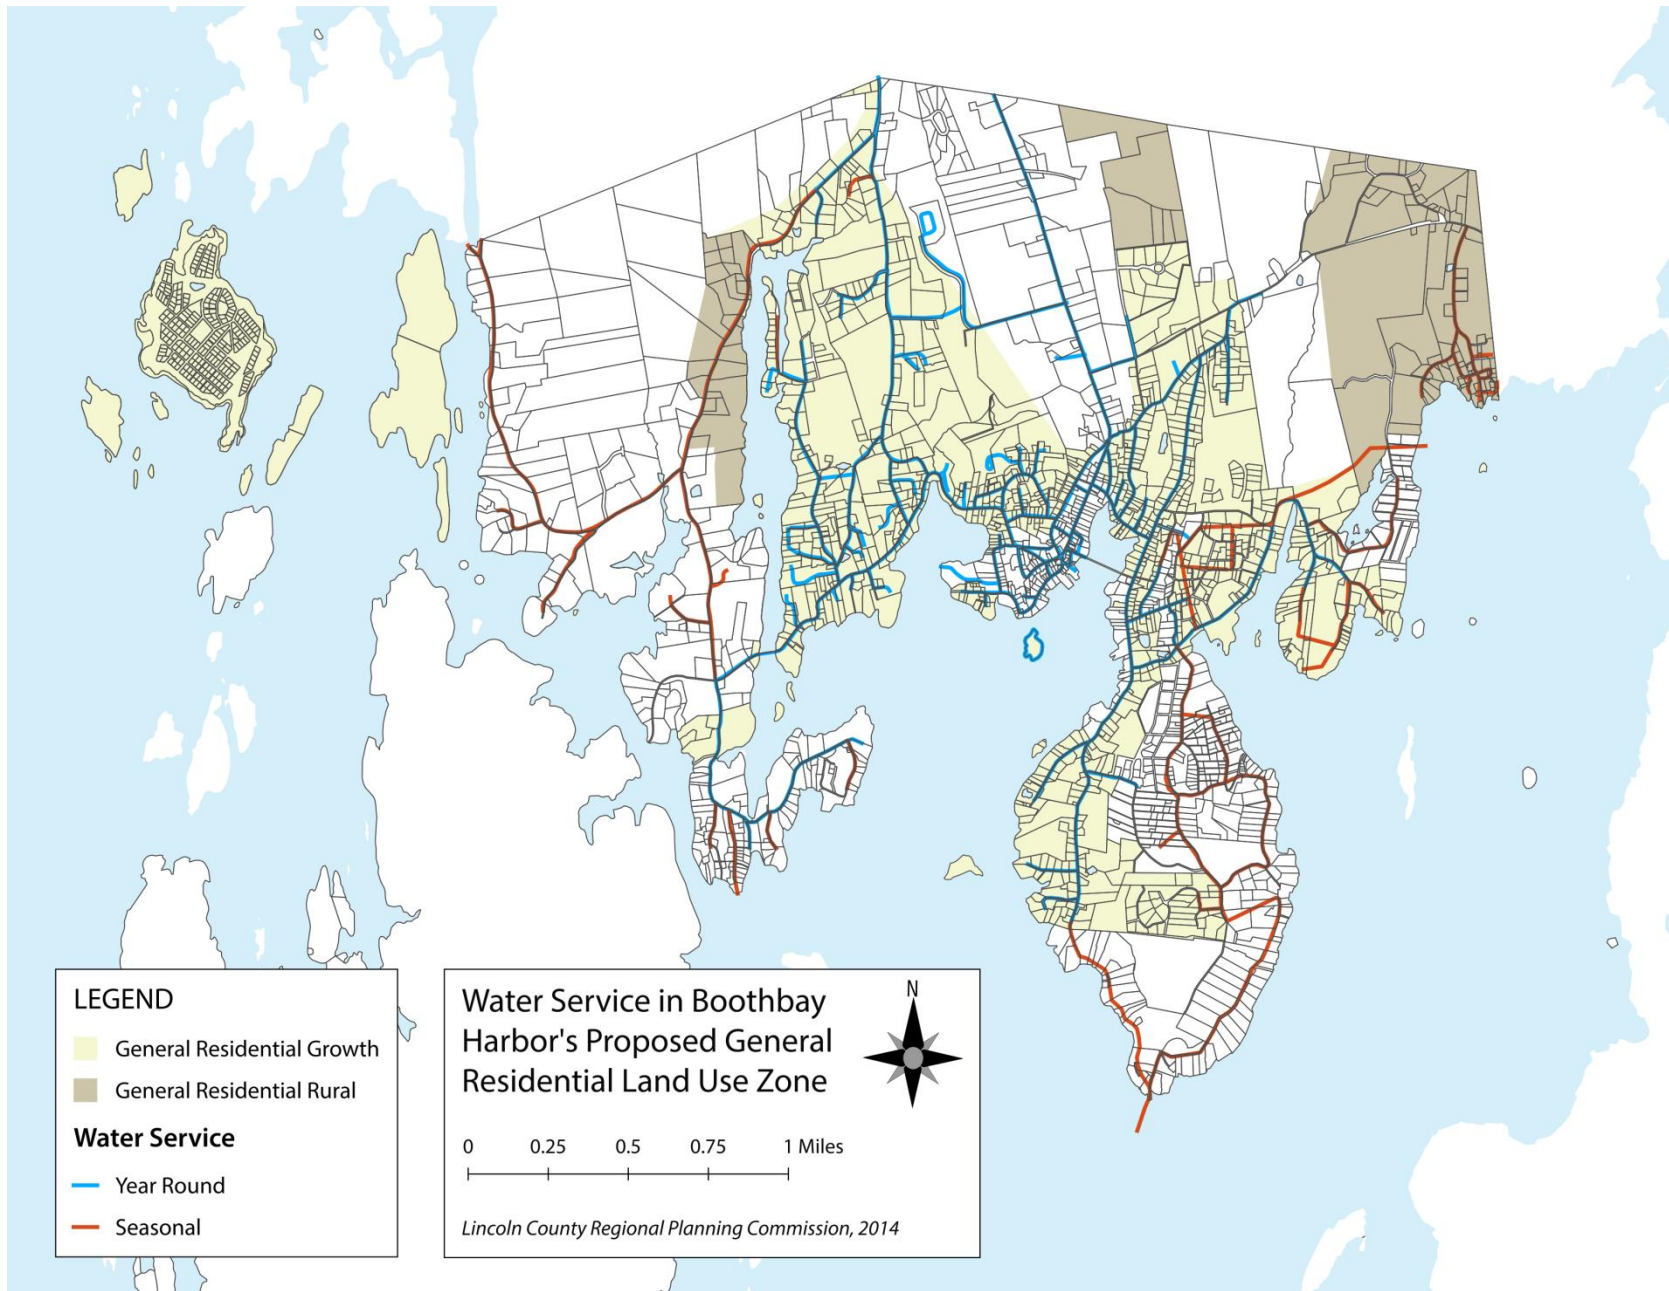 LEGEND
General Residential Growth
General Residential Rural
Water Service
Year Round
Seasonal
Water Service in Boothbay
Harbor's Proposed General
Residential Land Use Zone
N
0 0.25 0.5 0.75 1 Miles
Lincoln County Regional Planning Commission, 2014